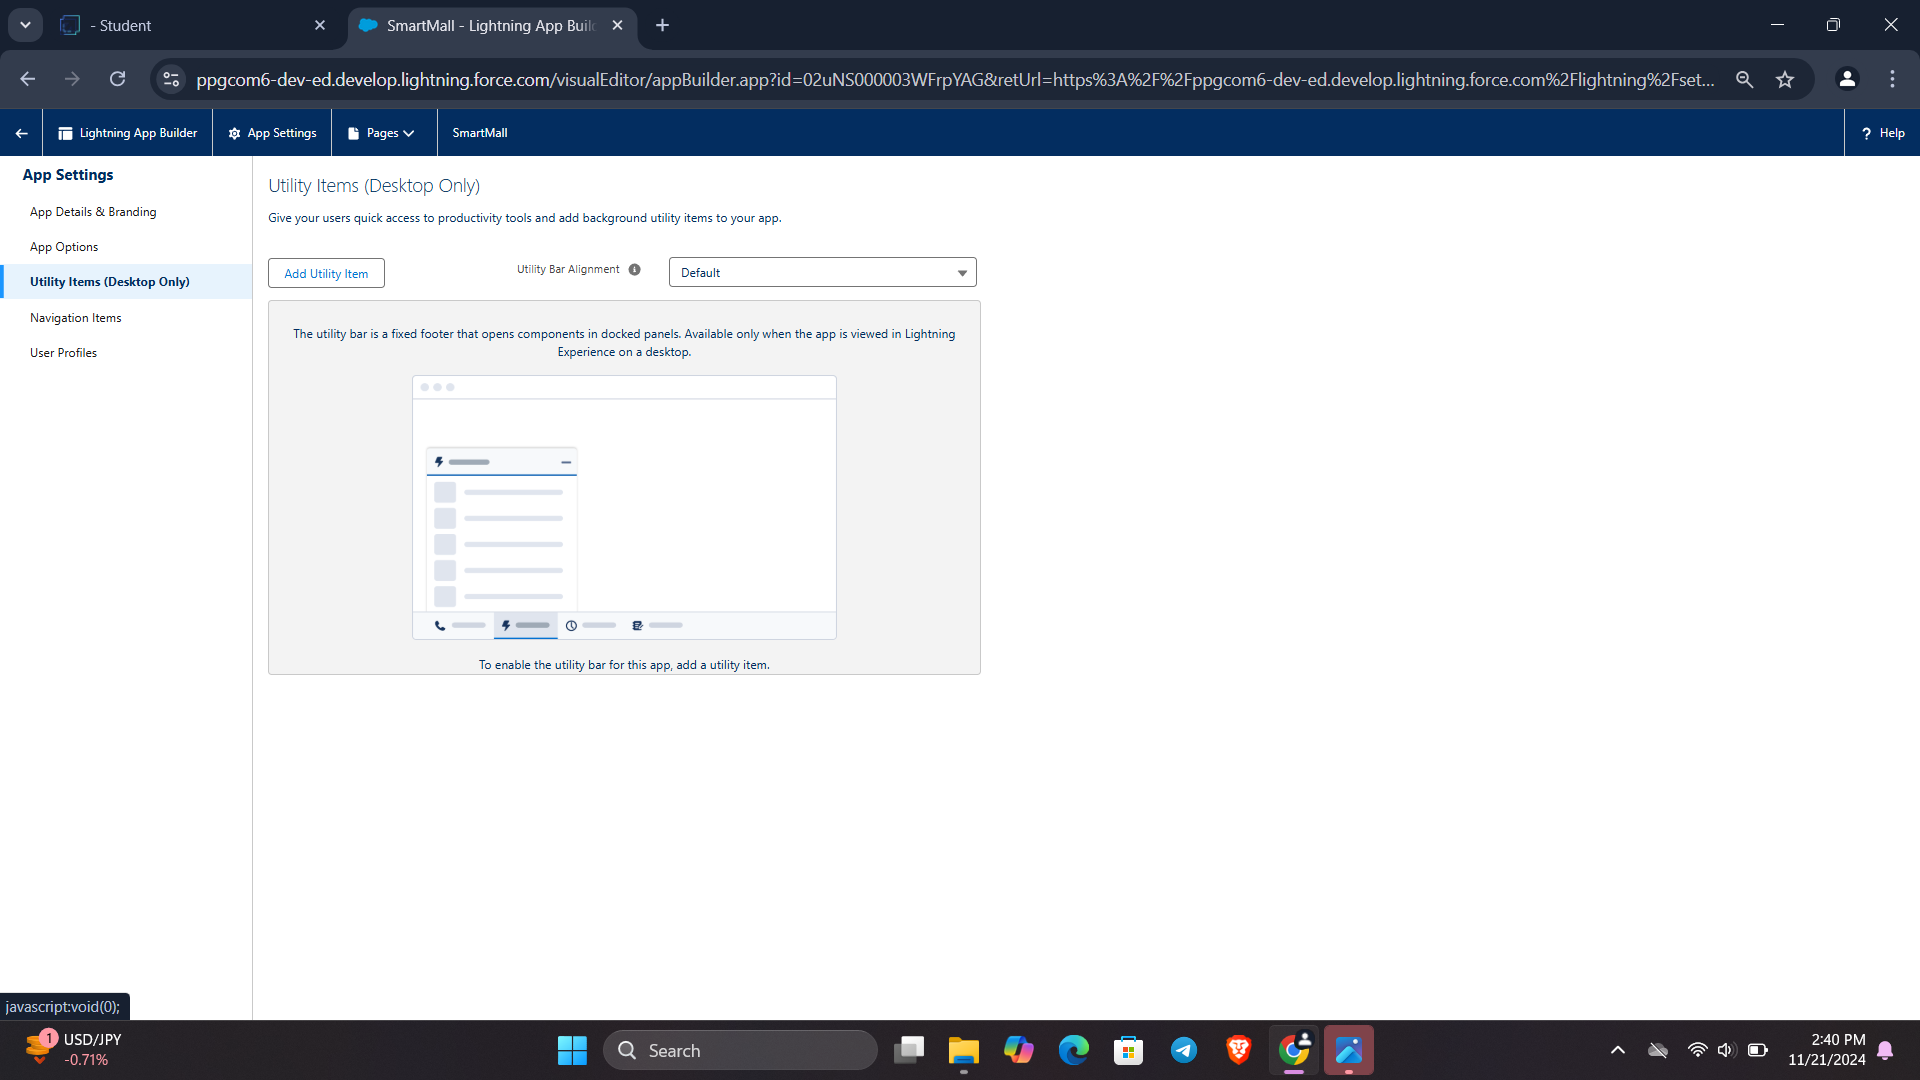 - Student
SmartMall - Lightning App Buil
ppgcom6-dev-ed.develop.lightning.force.com/visualEditor/appBuilder.app?id=02uNS000003WFrpYAG&retUrl=https%3A%2F%2Fppgcom6-dev-ed.develop.lightning.force.com%2Flightning%2Fset...
Lightning App Builder
App Settings
Pages
SmartMall
? Help
App Settings
App Details & Branding
App Options
Utility Items (Desktop Only)
Navigation Items
User Profiles
Utility Items (Desktop Only)
Give your users quick access to productivity tools and add background utility items to your app.
Add Utility Item
Utility Bar Alignment
Default
The utility bar is a fixed footer that opens components in docked panels. Available only when the app is viewed in Lightning
Experience on a desktop.
To enable the utility bar for this app, add a utility item.
javascript:void(0);
1
USD/JPY
-0.71%
Search
2:40 PM
11/21/2024